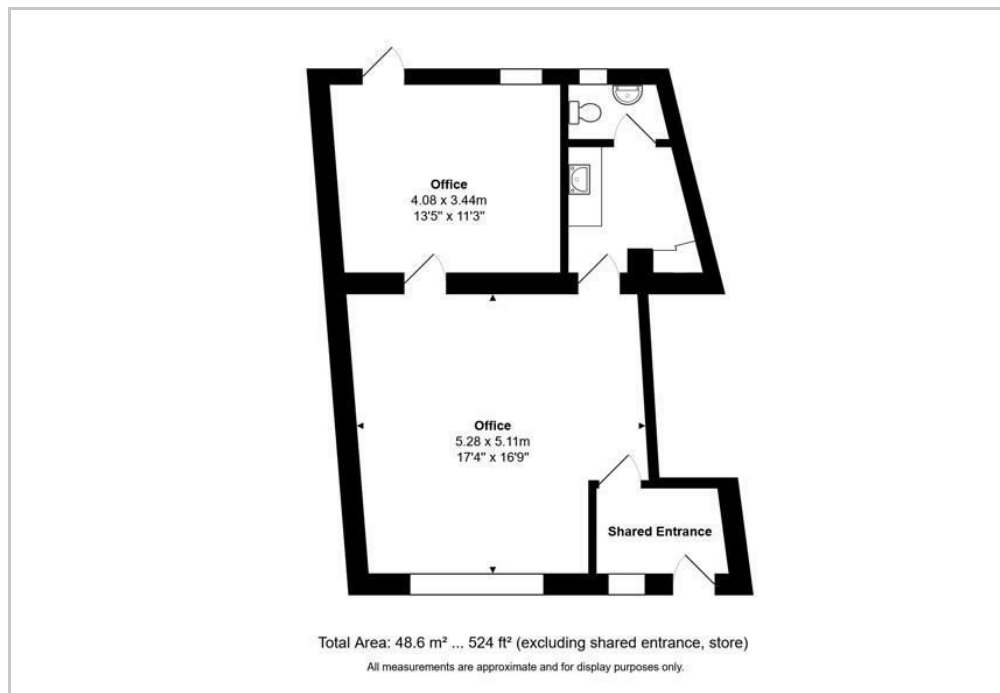 Office
4.08 x 3.44m
13'5" x 11'3"
Office
5.28 x 5.11m
17'4" x 16'9"
Shared Entrance
Total Area: 48.6 m² ... 524 ft² (excluding shared entrance, store)
All measurements are approximate and for display purposes only.